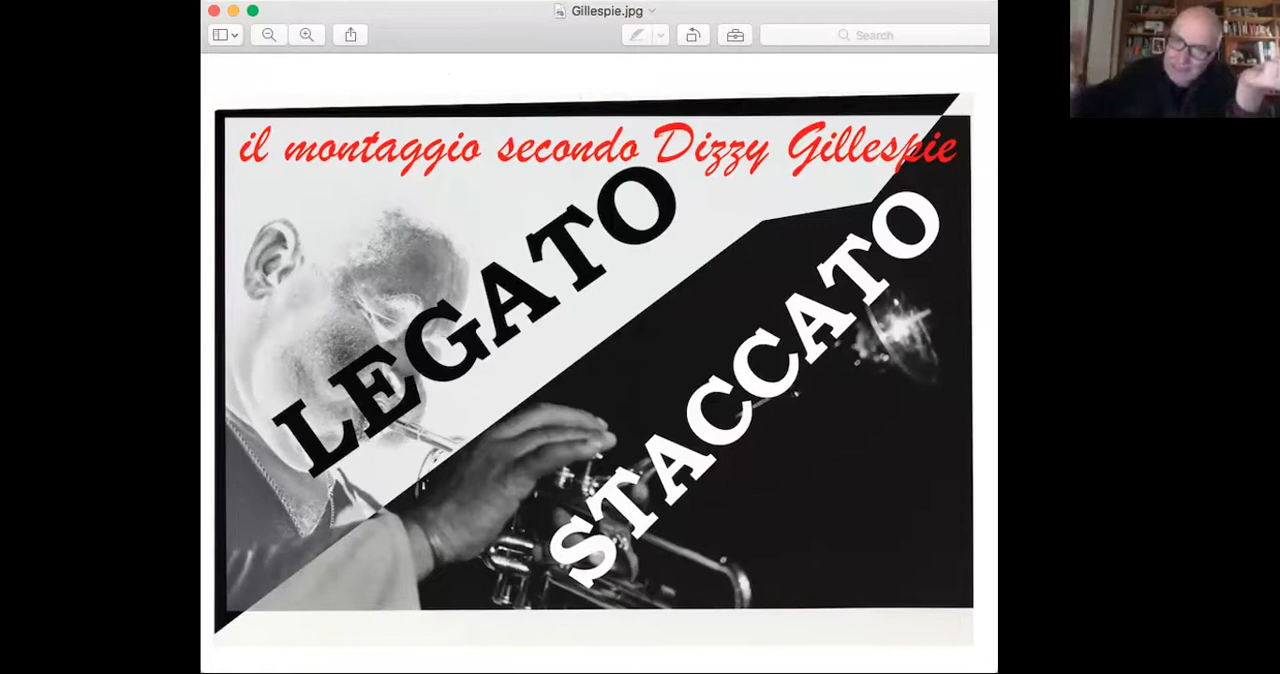 Gillespie.jpg
Search
il montaggio secondo Dizzy Gillespie
LEGATO
STACCATO